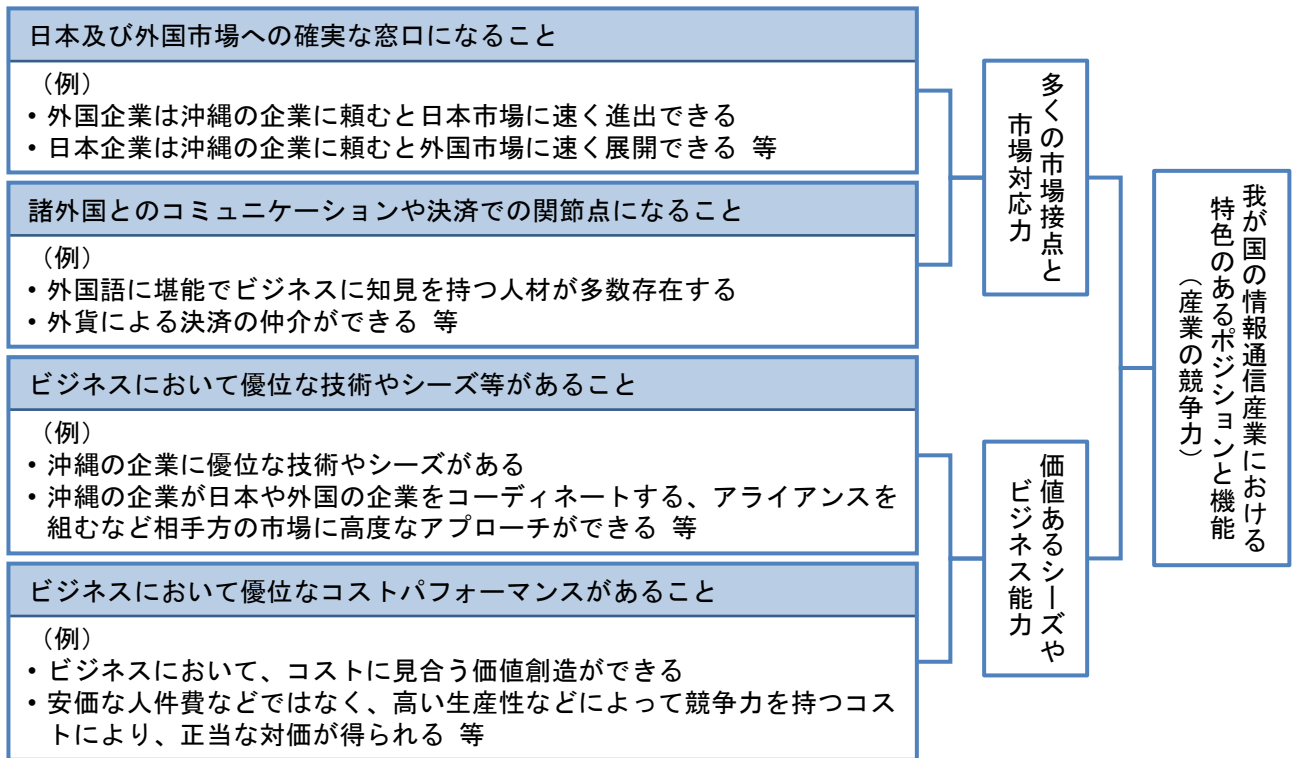 日本及び外国市場への確実な窓口になること
（例）
・外国企業は沖縄の企業に頼むと日本市場に速く進出できる
・日本企業は沖縄の企業に頼むと外国市場に速く展開できる 等
諸外国とのコミュニケーションや決済での関節点になること
（例）
・外国語に堪能でビジネスに知見を持つ人材が多数存在する
・外貨による決済の仲介ができる 等
ビジネスにおいて優位な技術やシーズ等があること
（例）
・沖縄の企業に優位な技術やシーズがある
・沖縄の企業が日本や外国の企業をコーディネートする、アライアンスを
組むなど相手方の市場に高度なアプローチができる 等
ビジネスにおいて優位なコストパフォーマンスがあること
（例）
・ビジネスにおいて、コストに見合う価値創造ができる
・安価な人件費などではなく、高い生産性などによって競争力を持つコス
トにより、正当な対価が得られる 等
多くの市場接点と
市場対応力
価値あるシーズや
ビジネス能力
我が国の情報通信産業における
特色のあるポジションと機能
（産業の競争力）